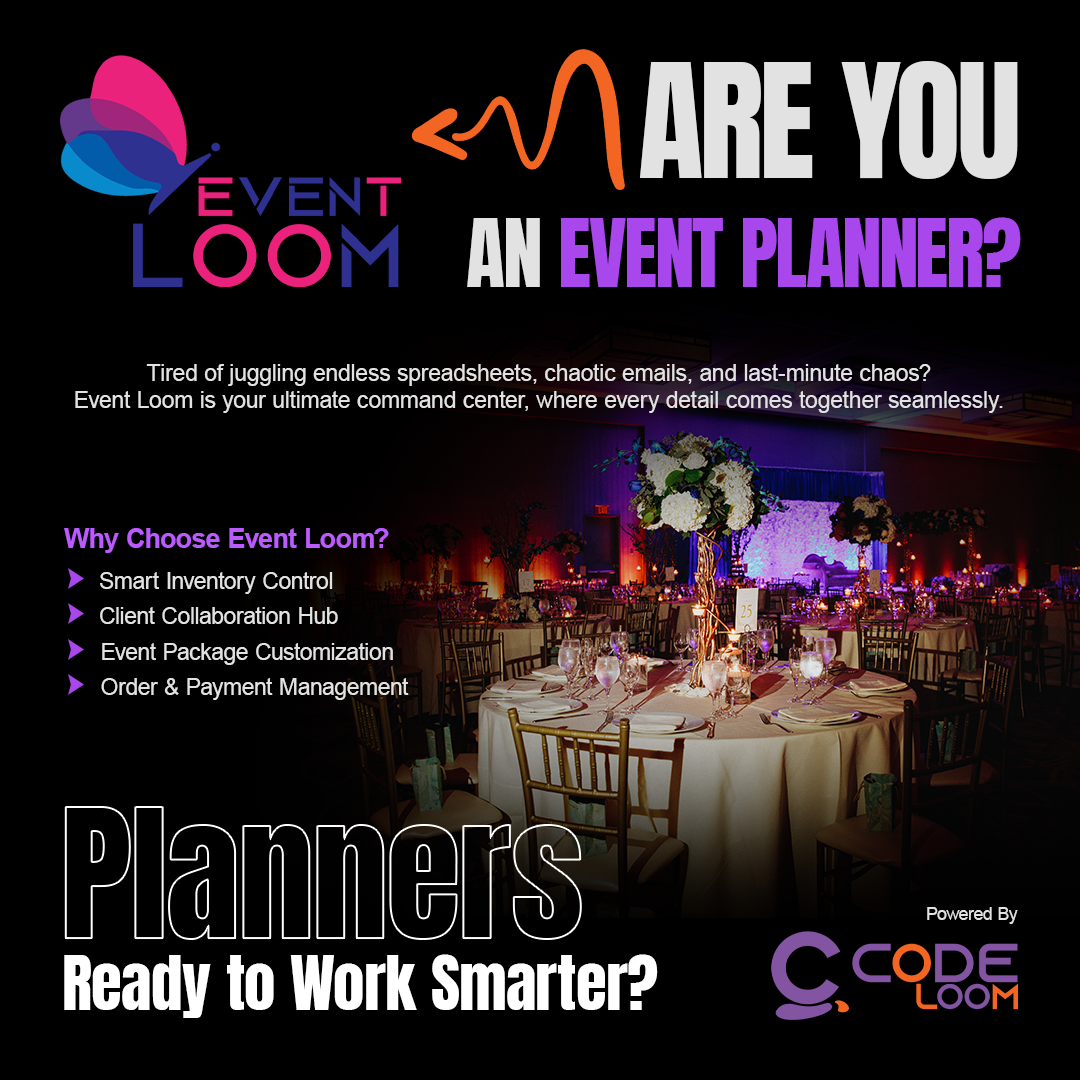 EVENT
LOOM
ARE YOU
AN EVENT PLANNER?
Tired of juggling endless spreadsheets, chaotic emails, and last-minute chaos?
Event Loom is your ultimate command center, where every detail comes together seamlessly.
Why Choose Event Loom?
Smart Inventory Control
Client Collaboration Hub
Event Package Customization
Order & Payment Management
EXIT
25
Planners
Ready to Work Smarter?
Powered By
CODE
LOOM